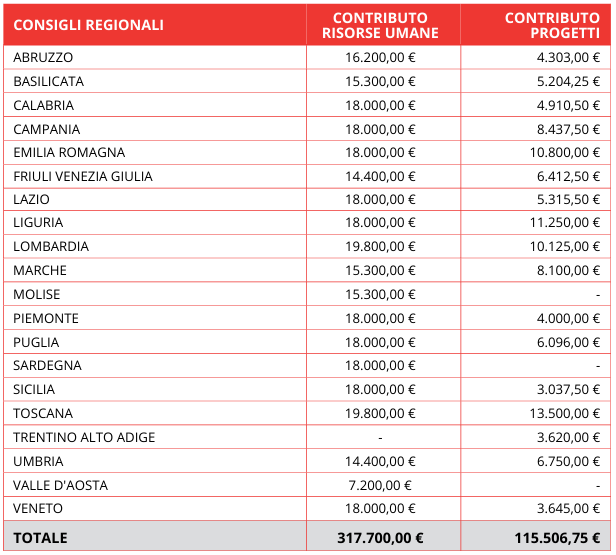 CONSIGLI REGIONALI CONTRIBUTO RISORSE UMANE CONTRIBUTO PROGETTI
ABRUZZO 16.200,00 € 4.303,00 €
BASILICATA 15.300,00 € 5.204,25 €
CALABRIA 18.000,00 € 4.910,50 €
CAMPANIA 18.000,00 € 8.437,50 €
EMILIA ROMAGNA 18.000,00 € 10.800,00 €
FRIULI VENEZIA GIULIA 14.400,00 € 6.412,50 €
LAZIO 18.000,00 € 5.315,50 €
LIGURIA 18.000,00 € 11.250,00 €
LOMBARDIA 19.800,00 € 10.125,00 €
MARCHE 15.300,00 € 8.100,00 €
MOLISE 15.300,00 € -
PIEMONTE 18.000,00 € 4.000,00 €
PUGLIA 18.000,00 € 6.096,00 €
SARDEGNA 18.000,00 € -
SICILIA 18.000,00 € 3.037,50 €
TOSCANA 19.800,00 € 13.500,00 €
TRENTINO ALTO ADIGE - 3.620,00 €
UMBRIA 14.400,00 € 6.750,00 €
VALLE D'AOSTA 7.200,00 € -
VENETO 18.000,00 € 3.645,00 €
TOTALE 317.700,00 € 115.506,75 €